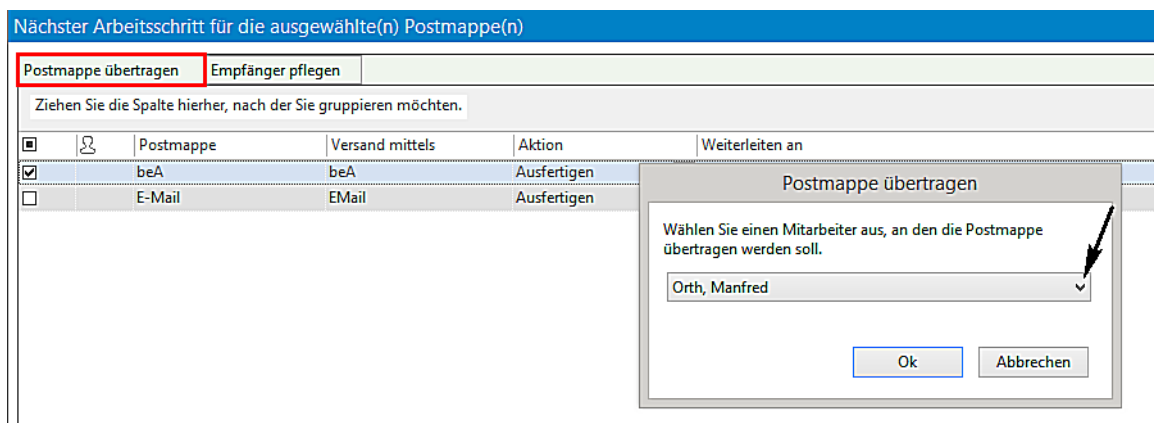 Nächster Arbeitsschritt für die ausgewählte(n) Postmappe(n)
Postmappe übertragen Empfänger pflegen
Ziehen Sie die Spalte hierher, nach der Sie gruppieren möchten.
Postmappe Versand mittels Aktion Weiterleiten an
beA beA Ausfertigen
E-Mail EMail Ausfertigen
Postmappe übertragen
Wählen Sie einen Mitarbeiter aus, an den die Postmappe
übertragen werden soll.
Orth, Manfred
Ok Abbrechen